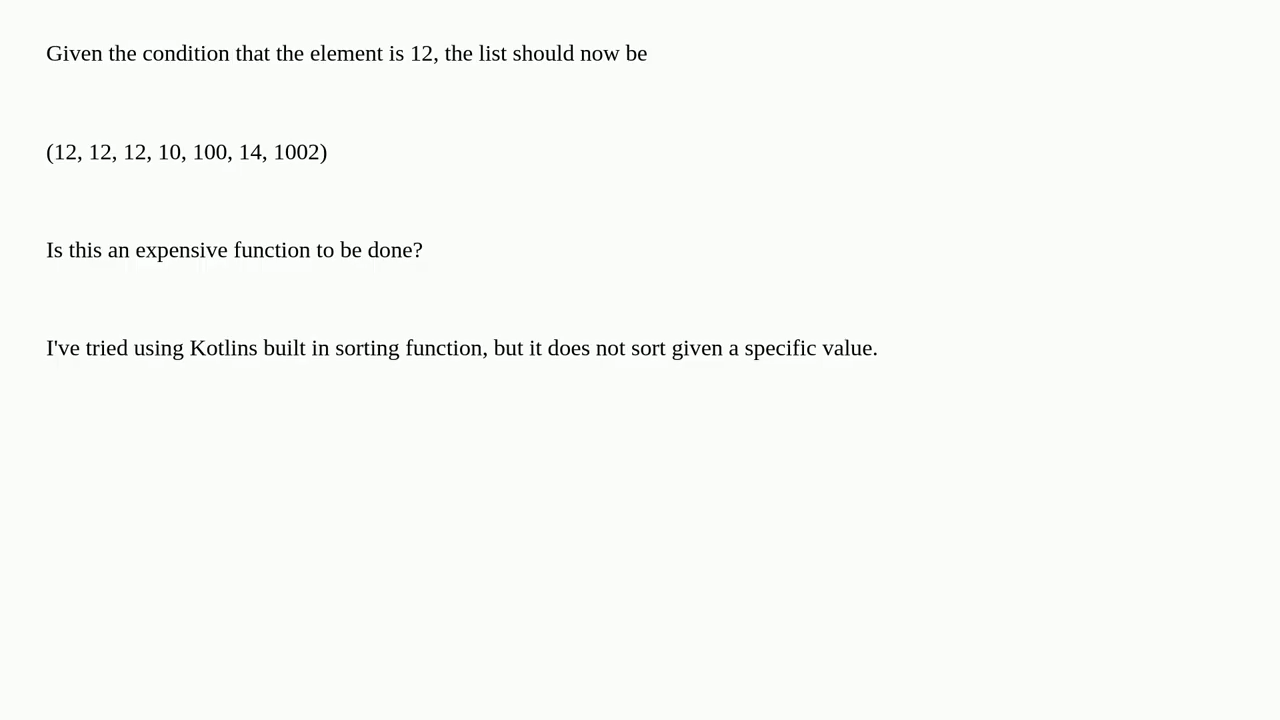 Given the condition that the element is 12, the list should now be
(12, 12, 12, 10, 100, 14, 1002)
Is this an expensive function to be done?
I've tried using Kotlins built in sorting function, but it does not sort given a specific value.